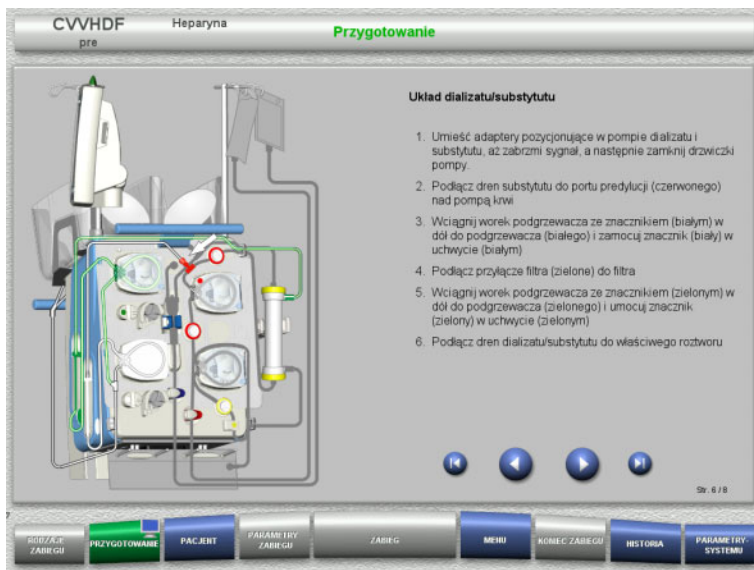 CVVHDF Heparyna Przygotowanie
pre
Układ dializatu/substytutu
1. Umieść adaptery pozycjonujące w pompie dializatu i
substytutu, aż zabrzmi sygnał, a następnie zamknij drzwiczki
pompy.
2. Podłącz dren substytutu do portu predylucji (czerwonego)
nad pompą krwi
3. Wciągnij worek podgrzewacza ze znacznikiem (białym) w
dół do podgrzewacza (białego) i zamocuj znacznik (biały) w
uchwycie (białym)
4. Podłącz przyłącze filtra (zielone) do filtra
5. Wciągnij worek podgrzewacza ze znacznikiem (zielonym) w
dół do podgrzewacza (zielonego) i umocuj znacznik
(zielony) w uchwycie (zielonym)
6. Podłącz dren dializatu/substytutu do właściwego roztworu
Str. 6 / 8
RODZAJE
ZABIEGU
PRZYGOTOWANIE
PACJENT
PARAMETRY
ZABIEGU
ZABIEG
MENU
KONIEC ZABIEGU
HISTORIA
PARAMETRY-
SYSTEMU